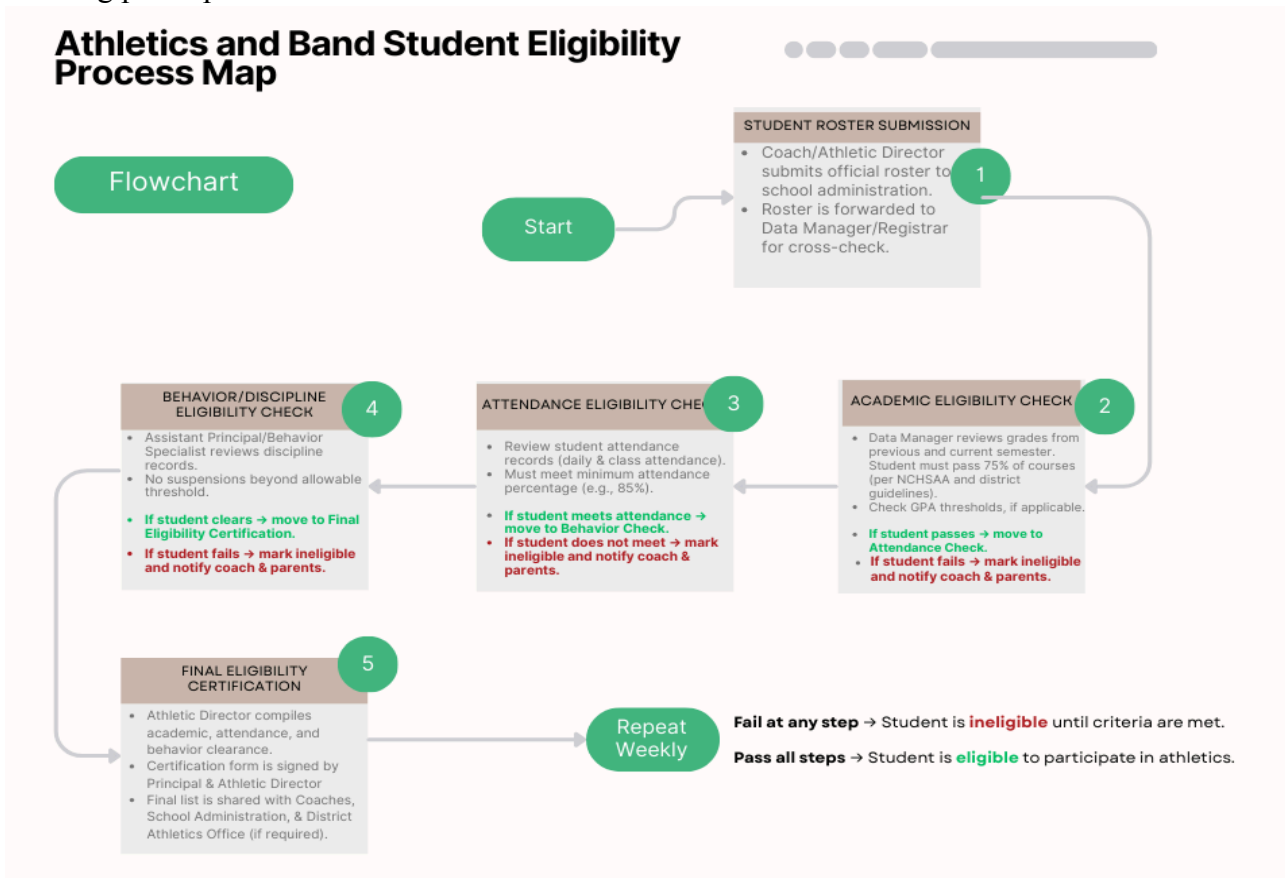 Athletics and Band Student Eligibility
Process Map
Flowchart
Start
STUDENT ROSTER SUBMISSION
1
• Coach/Athletic Director
submits official roster to
school administration.
• Roster is forwarded to
Data Manager/Registrar
for cross-check.
ACADEMIC ELIGIBILITY CHECK
2
• Data Manager reviews grades from
previous and current semester.
Student must pass 75% of courses
(per NCHSAA and district
guidelines).
• Check GPA thresholds, if applicable.
• If student passes → move to
Attendance Check.
• If student fails → mark ineligible
and notify coach & parents.
ATTENDANCE ELIGIBILITY CHE
3
• Review student attendance
records (daily & class attendance).
• Must meet minimum attendance
percentage (e.g., 85%).
• If student meets attendance →
move to Behavior Check.
• If student does not meet → mark
ineligible and notify coach &
parents.
BEHAVIOR/DISCIPLINE
ELIGIBILITY CHECK
4
• Assistant Principal/Behavior
Specialist reviews discipline
records.
• No suspensions beyond allowable
threshold.
• If student clears → move to Final
Eligibility Certification.
• If student fails → mark ineligible
and notify coach & parents.
FINAL ELIGIBILITY
CERTIFICATION
5
• Athletic Director compiles
academic, attendance, and
behavior clearance.
• Certification form is signed by
Principal & Athletic Director
• Final list is shared with Coaches,
School Administration, & District
Athletics Office (if required).
Repeat
Weekly
Fail at any step → Student is ineligible until criteria are met.
Pass all steps → Student is eligible to participate in athletics.